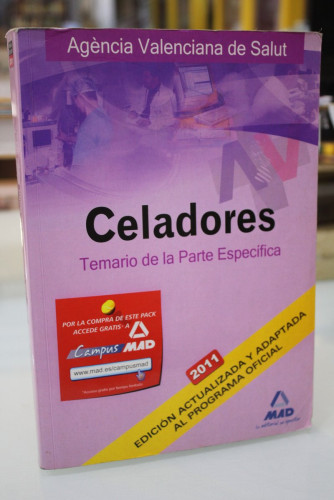 Agència Valenciana de Salut
Celadores
Temario de la Parte Específica
POR LA COMPRA DE ESTE PACK
ACCEDE GRATIS* A
Campus MAD
www.mad.es/campusmad
2011
EDICIÓN ACTUALIZADA Y ADAPTADA
AL PROGRAMA OFICIAL
MAD